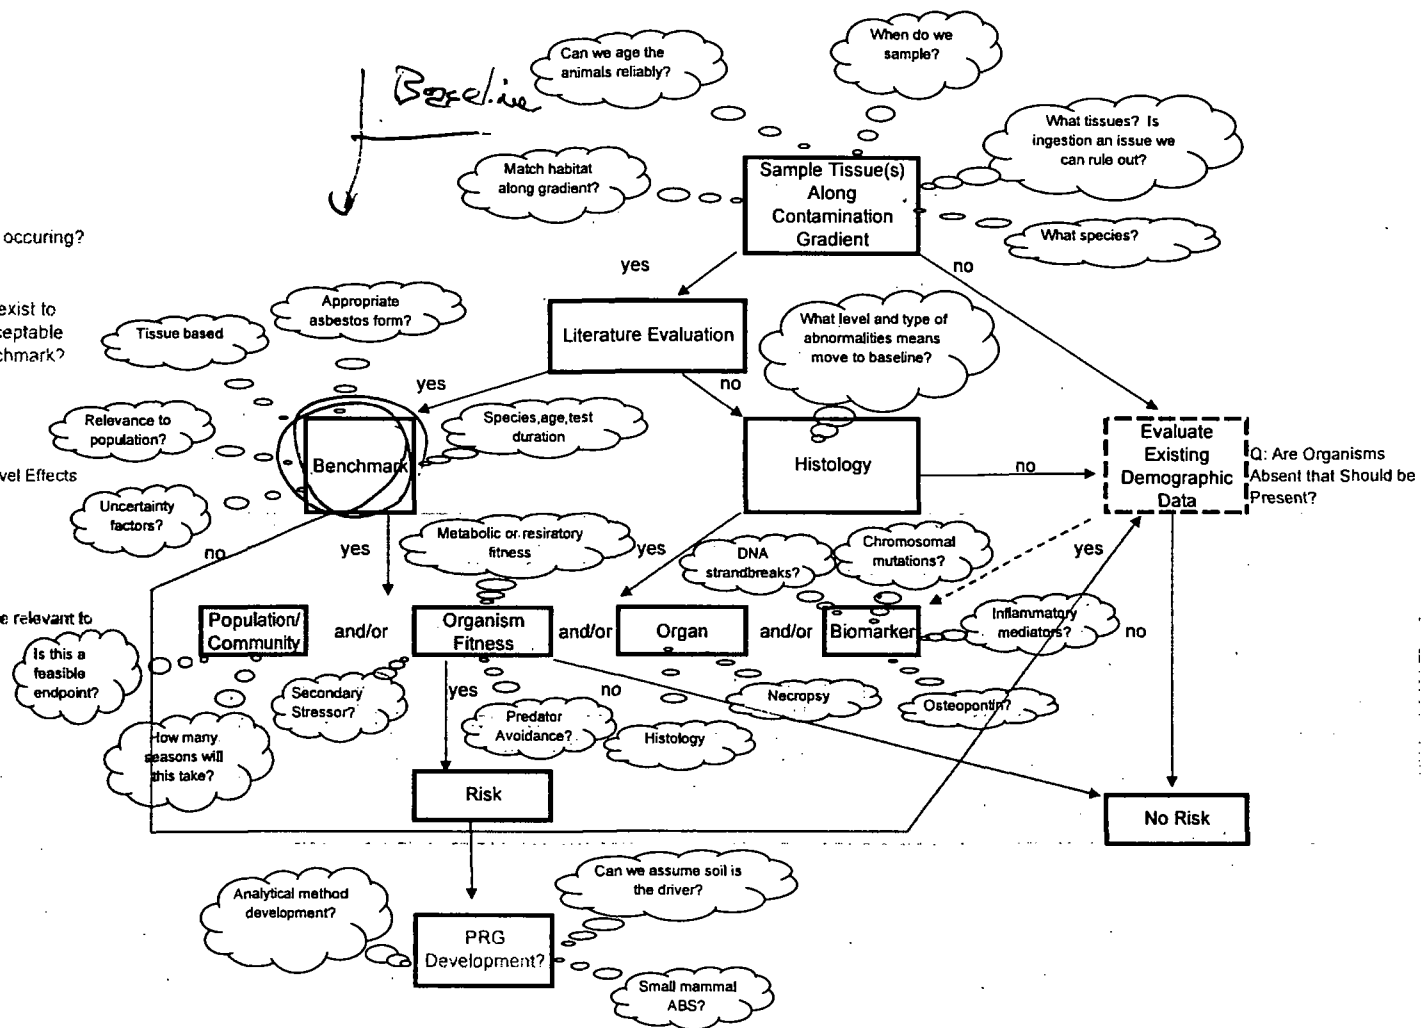 When do we
sample?
Can we age the
animals reliably?
Baseline
What tissues?  Is
ingestion an issue we
can rule out?
Match habitat
along gradient?
Sample Tissue(s)
Along
Contamination
Gradient
What species?
occuring?
yes
no
exist to
Appropriate
asbestos form?
Tissue based
Literature Evaluation
What level and type of
abnormalities means
move to baseline?
yes
no
Relevance to
population?
Species,age,test
duration
Benchmark
Histology
no
Evaluate
Existing
Demographic
Data
Q: Are Organisms
Absent that Should be
Present?
vel Effects
Uncertainty
factors?
no
yes
Metabolic or resiratory
fitness
yes
DNA
strandbreaks?
Chromosomal
mutations?
yes
e relevant to
Population/
Community
and/or
Organism
Fitness
and/or
Organ
and/or
Biomarker
Inflammatory
mediators?
no
Is this a
feasible
endpoint?
Secondary
Stressor?
yes
Predator
Avoidance?
no
Histology
Necropsy
Osteopontin?
How many
seasons will
this take?
Risk
No Risk
Analytical method
development?
Can we assume soil is
the driver?
PRG
Development?
Small mammal
ABS?